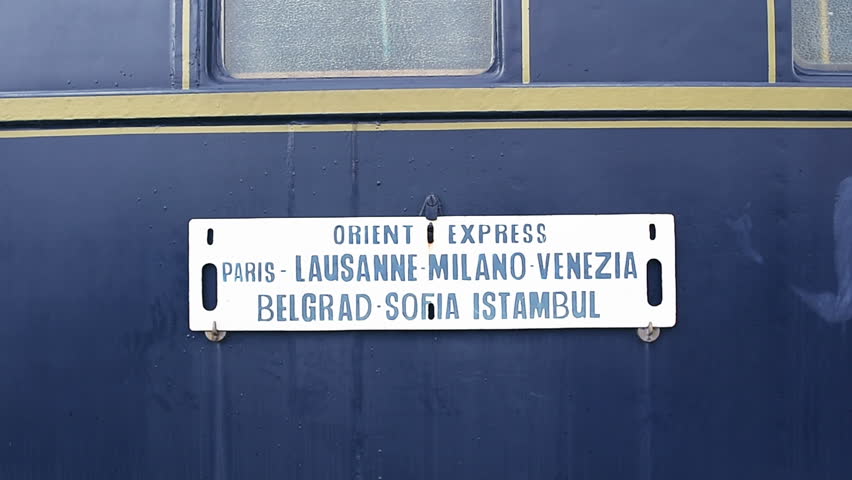 ORIENT EXPRESS
PARIS - LAUSANNE-MILANO-VENEZIA
BELGRAD-SOFIA ISTAMBUL